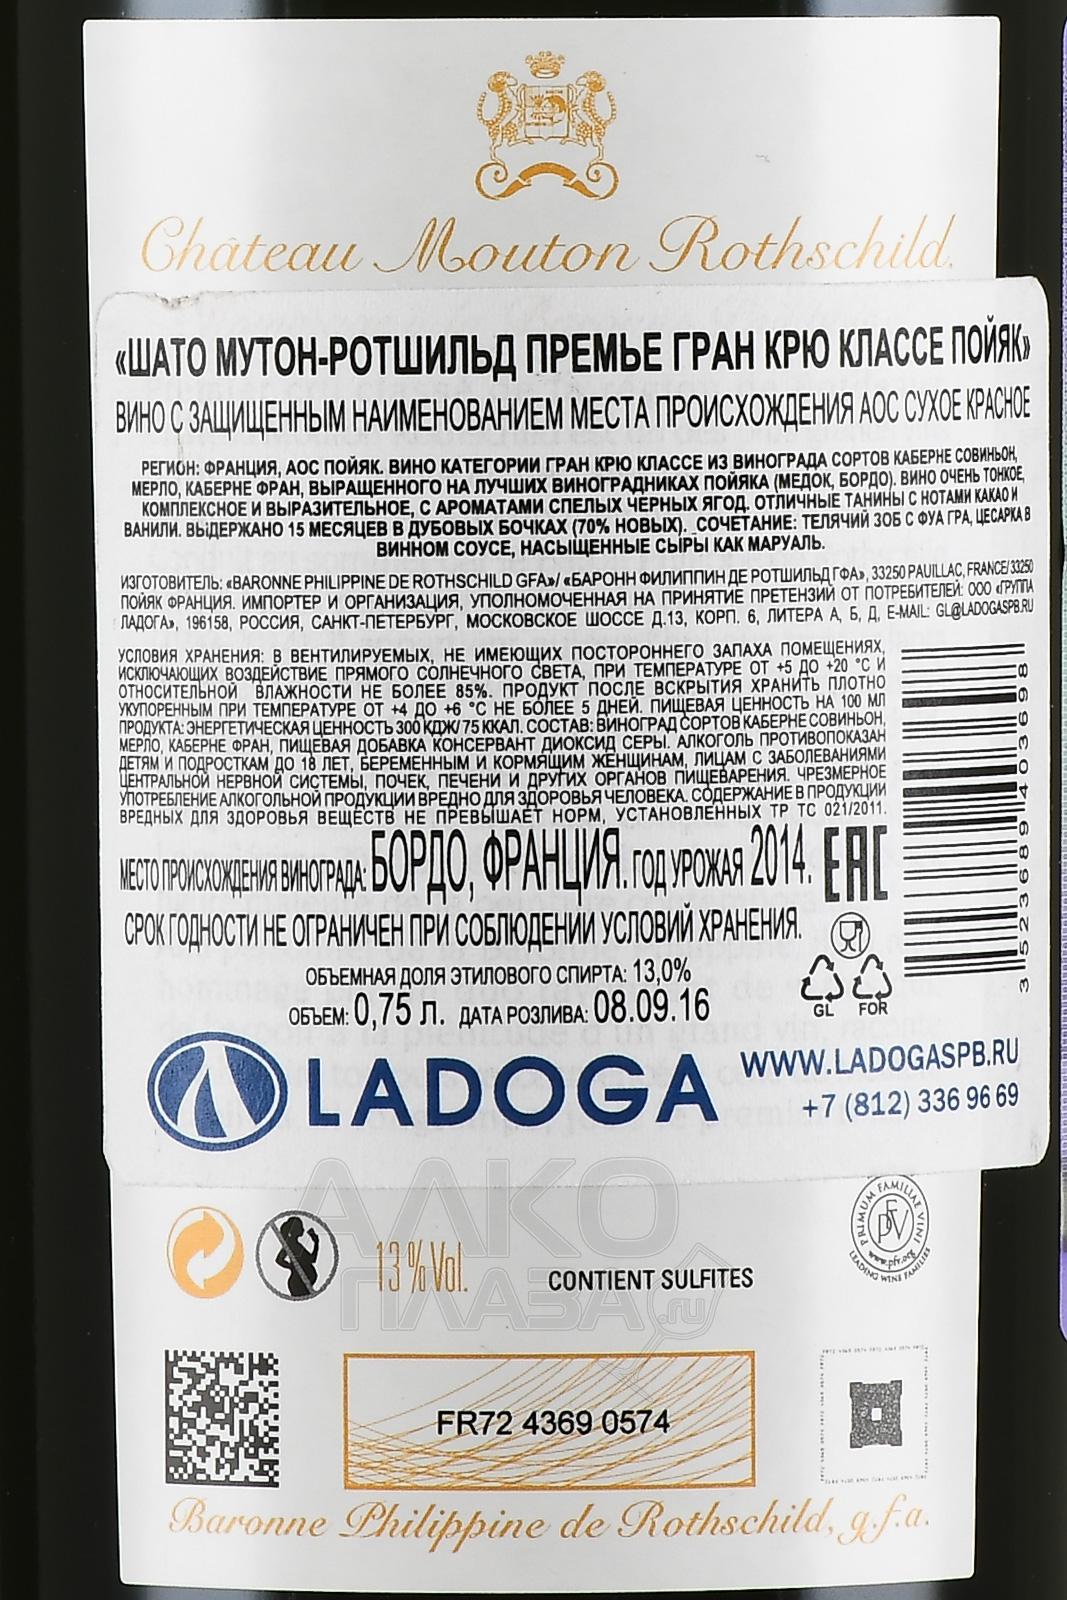 Château Mouton Rothschild.
«ШАТО МУТОН-РОТШИЛЬД ПРЕМЬЕ ГРАН КРЮ КЛАССЕ ПОЙЯК»
ВИНО С ЗАЩИЩЕННЫМ НАИМЕНОВАНИЕМ МЕСТА ПРОИСХОЖДЕНИЯ АОС СУХОЕ КРАСНОЕ
РЕГИОН: ФРАНЦИЯ, АОС ПОЙЯК. ВИНО КАТЕГОРИИ ГРАН КРЮ КЛАССЕ ИЗ ВИНОГРАДА СОРТОВ КАБЕРНЕ СОВИНЬОН,
МЕРЛО, КАБЕРНЕ ФРАН, ВЫРАЩЕННОГО НА ЛУЧШИХ ВИНОГРАДНИКАХ ПОЙЯКА (МЕДОК, БОРДО). ВИНО ОЧЕНЬ ТОНКОЕ,
КОМПЛЕКСНОЕ И ВЫРАЗИТЕЛЬНОЕ, С АРОМАТАМИ СПЕЛЫХ ЧЕРНЫХ ЯГОД. ОТЛИЧНЫЕ ТАНИНЫ С НОТАМИ КАКАО И
ВАНИЛИ. ВЫДЕРЖАНО 15 МЕСЯЦЕВ В ДУБОВЫХ БОЧКАХ (70% НОВЫХ). СОЧЕТАНИЕ: ТЕЛЯЧИЙ ЗОБ С ФУА ГРА, ЦЕСАРКА В
ВИННОМ СОУСЕ, НАСЫЩЕННЫЕ СЫРЫ КАК МАРУАЛЬ.
ИЗГОТОВИТЕЛЬ: «BARONNE PHILIPPINE DE ROTHSCHILD GFA»/ «БАРОНН ФИЛИППИН ДЕ РОТШИЛЬД ГФА», 33250 PAUILLAC, FRANCE/33250
ПОЙЯК ФРАНЦИЯ. ИМПОРТЕР И ОРГАНИЗАЦИЯ, УПОЛНОМОЧЕННАЯ НА ПРИНЯТИЕ ПРЕТЕНЗИЙ ОТ ПОТРЕБИТЕЛЕЙ: ООО «ГРУППА
ЛАДОГА», 196158, РОССИЯ, САНКТ-ПЕТЕРБУРГ, МОСКОВСКОЕ ШОССЕ Д.13, КОРП. 6, ЛИТЕРА А, Б, Д, E-MAIL: GL@LADOGASPB.RU
УСЛОВИЯ ХРАНЕНИЯ: В ВЕНТИЛИРУЕМЫХ, НЕ ИМЕЮЩИХ ПОСТОРОННЕГО ЗАПАХА ПОМЕЩЕНИЯХ,
ИСКЛЮЧАЮЩИХ ВОЗДЕЙСТВИЕ ПРЯМОГО СОЛНЕЧНОГО СВЕТА, ПРИ ТЕМПЕРАТУРЕ ОТ +5 ДО +20 °С И
ОТНОСИТЕЛЬНОЙ ВЛАЖНОСТИ НЕ БОЛЕЕ 85%. ПРОДУКТ ПОСЛЕ ВСКРЫТИЯ ХРАНИТЬ ПЛОТНО
УКУПОРЕННЫМ ПРИ ТЕМПЕРАТУРЕ ОТ +4 ДО +6 °С НЕ БОЛЕЕ 5 ДНЕЙ. ПИЩЕВАЯ ЦЕННОСТЬ НА 100 МЛ
ПРОДУКТА: ЭНЕРГЕТИЧЕСКАЯ ЦЕННОСТЬ 300 КДЖ/ 75 ККАЛ. СОСТАВ: ВИНОГРАД СОРТОВ КАБЕРНЕ СОВИНЬОН,
МЕРЛО, КАБЕРНЕ ФРАН, ПИЩЕВАЯ ДОБАВКА КОНСЕРВАНТ ДИОКСИД СЕРЫ. АЛКОГОЛЬ ПРОТИВОПОКАЗАН
ДЕТЯМ И ПОДРОСТКАМ ДО 18 ЛЕТ, БЕРЕМЕННЫМ И КОРМЯЩИМ ЖЕНЩИНАМ, ЛИЦАМ С ЗАБОЛЕВАНИЯМИ
ЦЕНТРАЛЬНОЙ НЕРВНОЙ СИСТЕМЫ, ПОЧЕК, ПЕЧЕНИ И ДРУГИХ ОРГАНОВ ПИЩЕВАРЕНИЯ. ЧРЕЗМЕРНОЕ
УПОТРЕБЛЕНИЕ АЛКОГОЛЬНОЙ ПРОДУКЦИИ ВРЕДНО ДЛЯ ЗДОРОВЬЯ ЧЕЛОВЕКА. СОДЕРЖАНИЕ В ПРОДУКЦИИ
ВРЕДНЫХ ДЛЯ ЗДОРОВЬЯ ВЕЩЕСТВ НЕ ПРЕВЫШАЕТ НОРМ, УСТАНОВЛЕННЫХ ТР ТС 021/2011.
МЕСТО ПРОИСХОЖДЕНИЯ ВИНОГРАДА: БОРДО, ФРАНЦИЯ. ГОД УРОЖАЯ 2014. EAC
СРОК ГОДНОСТИ НЕ ОГРАНИЧЕН ПРИ СОБЛЮДЕНИИ УСЛОВИЙ ХРАНЕНИЯ.
ОБЪЕМНАЯ ДОЛЯ ЭТИЛОВОГО СПИРТА: 13,0%
ОБЪЕМ: 0,75 Л. ДАТА РОЗЛИВА: 08.09.16
GL FOR
3 523689 403698
LADOGA
WWW.LADOGASPB.RU
+7 (812) 336 96 69
АЛКО
ПЛАЗА.ru
13 % Vol.
CONTIENT SULFITES
PRIMUM FAMILIAE VINI
PFV
www.pfv.org
LEADING WINE FAMILIES
FR72 4369 0574
Baronne Philippine de Rothschild, g.f.a.